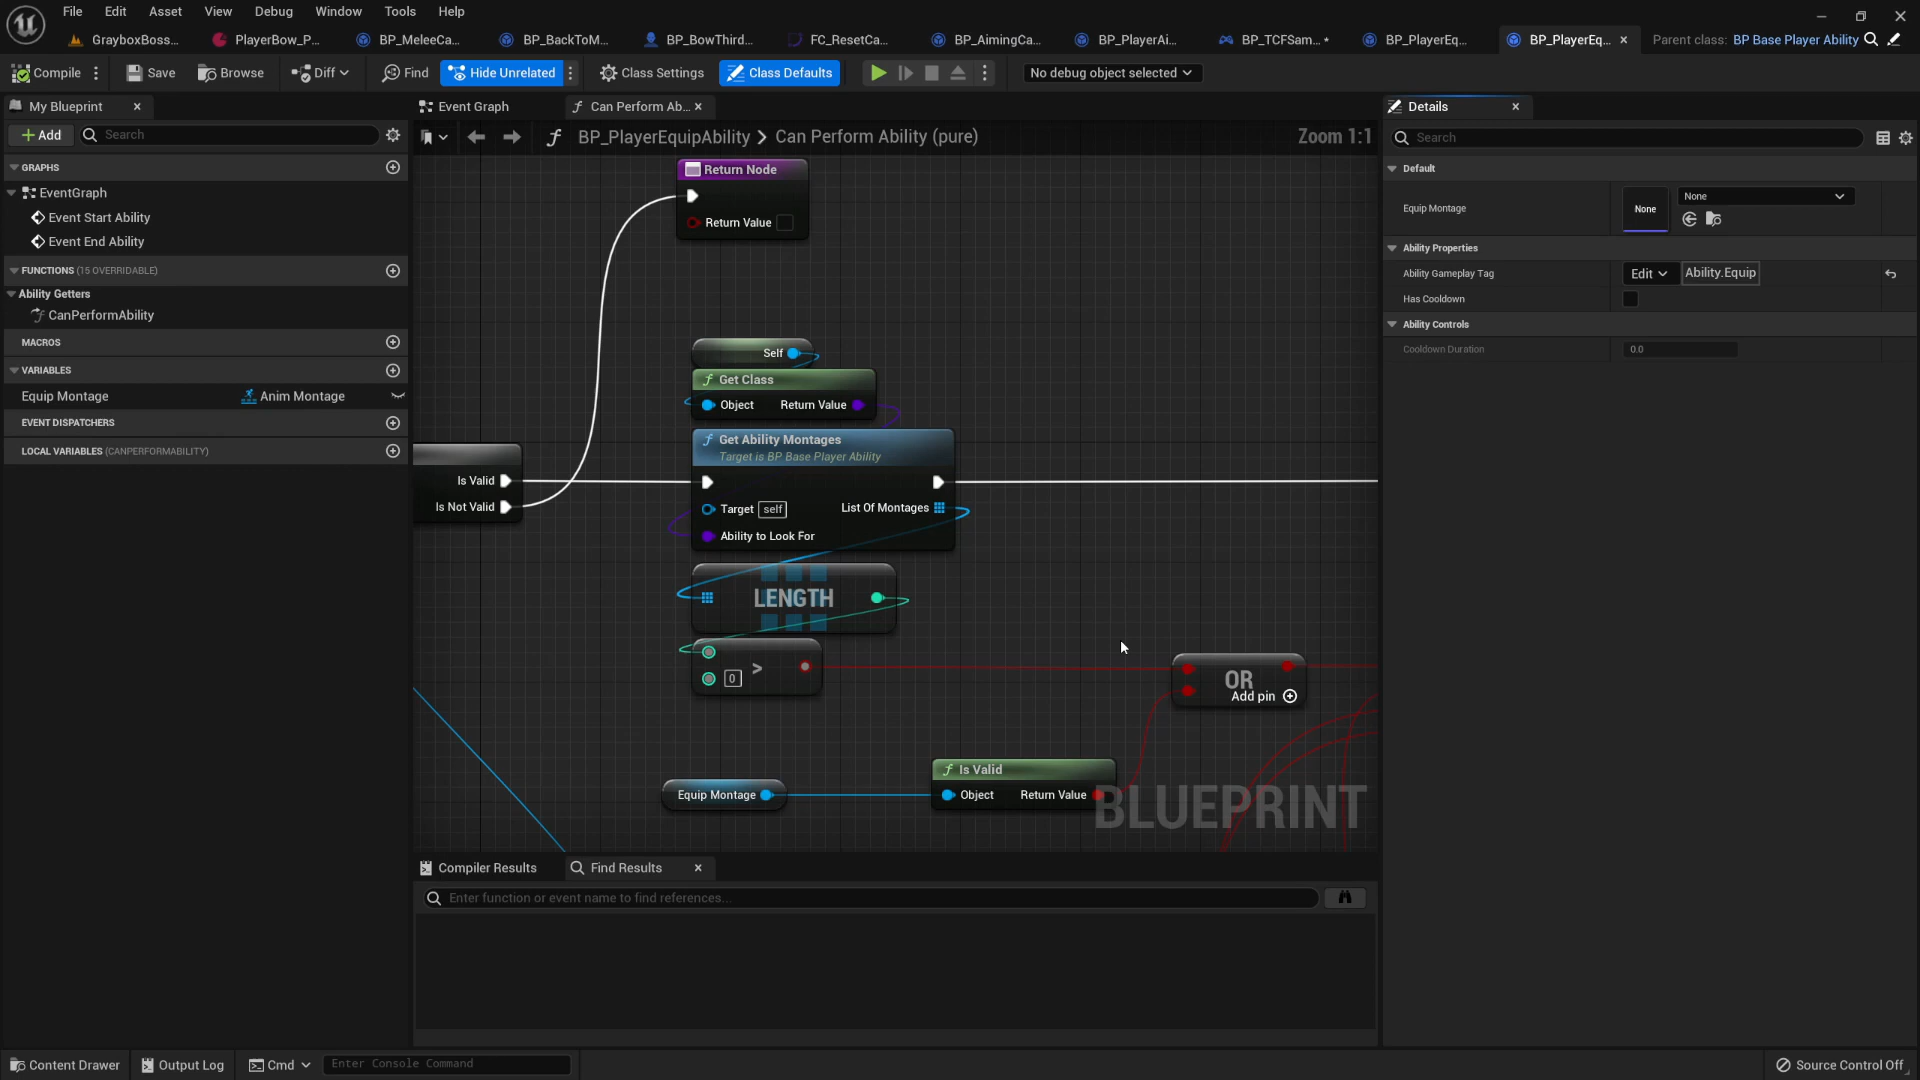 File Edit Asset View Debug Window Tools Help
GrayboxBoss... PlayerBow_P... BP_MeleeCa... BP_BackToM... BP_BowThird... FC_ResetCa... BP_AimingCa... BP_PlayerAi... BP_TCFSam... • BP_PlayerEq... BP_PlayerEq... Parent class: BP Base Player Ability
Compile Save Browse Diff Find Hide Unrelated Class Settings Class Defaults No debug object selected
My Blueprint
Add Search
GRAPHS
EventGraph
Event Start Ability
Event End Ability
FUNCTIONS (15 OVERRIDABLE)
Ability Getters
CanPerformAbility
MACROS
VARIABLES
Equip Montage Anim Montage
EVENT DISPATCHERS
LOCAL VARIABLES (CANPERFORMABILITY)
Event Graph Can Perform Ab...
BP_PlayerEquipAbility > Can Perform Ability (pure) Zoom 1:1
Return Node
Return Value
Self
Get Class
Object Return Value
Get Ability Montages
Target is BP Base Player Ability
Is Valid
Is Not Valid
Target self List Of Montages
Ability to Look For
LENGTH
>
0
OR
Add pin
Is Valid
Equip Montage Object Return Value
BLUEPRINT
Compiler Results Find Results
Enter function or event name to find references...
Details
Search
Default
Equip Montage None None
Ability Properties
Ability Gameplay Tag Edit Ability.Equip
Has Cooldown
Ability Controls
Cooldown Duration 0.0
Content Drawer Output Log Cmd Enter Console Command Source Control Off